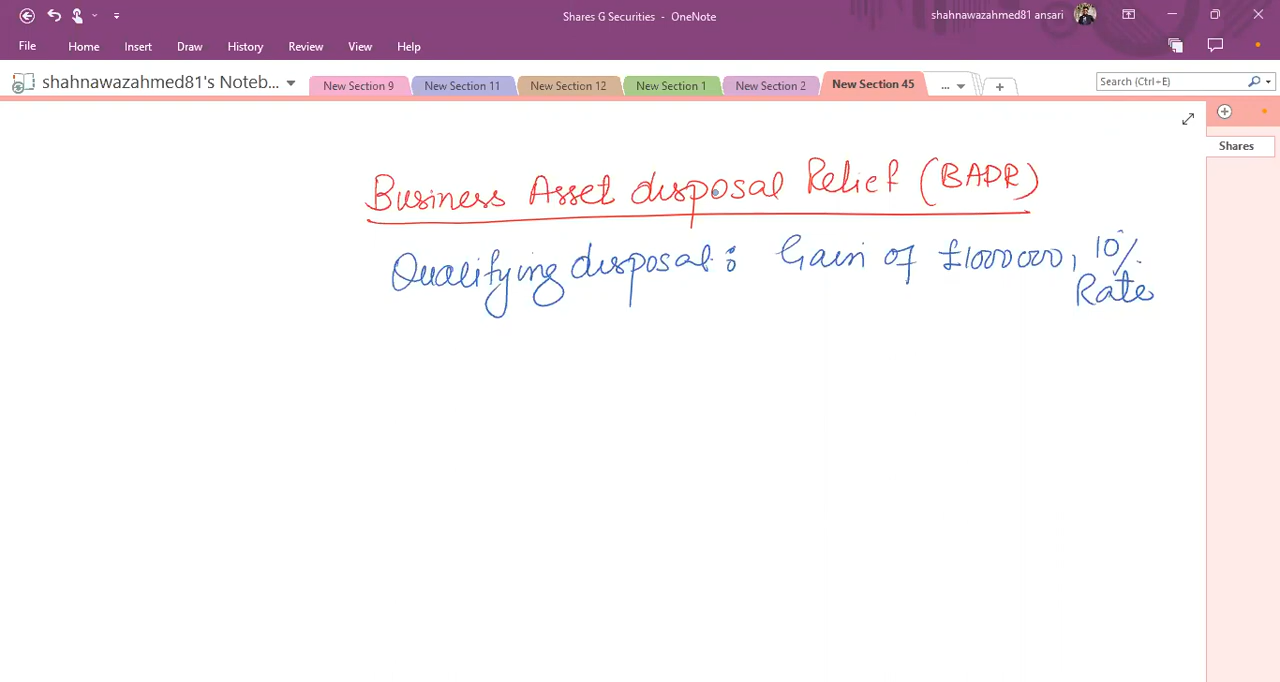 Shares G Securities - OneNote
shahnawazahmed81 ansari
File Home Insert Draw History Review View Help
shahnawazahmed81's Noteb...
New Section 9 New Section 11 New Section 12 New Section 1 New Section 2 New Section 45 ...
Search (Ctrl+E)
Shares
Business Asset disposal Relief (BADR)
Qualifying disposal : Gain of £1000000, 10%
Rate